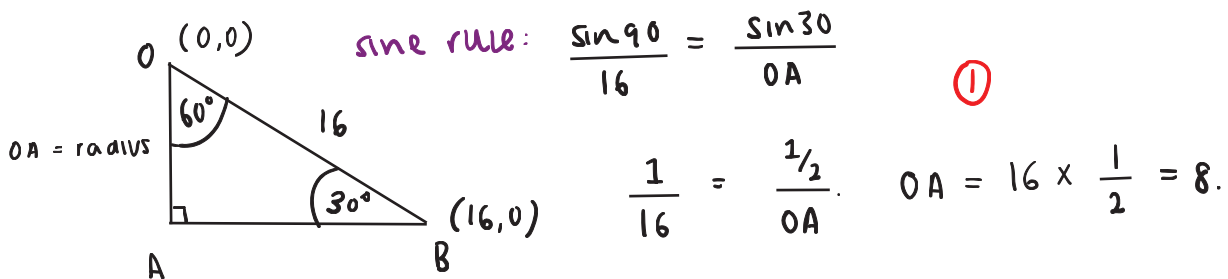 O (0,0)
sine rule: sin90/16 = sin30/OA
①
60°
16
OA = radius
30°
(16,0)
A
B
1/16 = ½/OA. OA = 16 × 1/2 = 8.